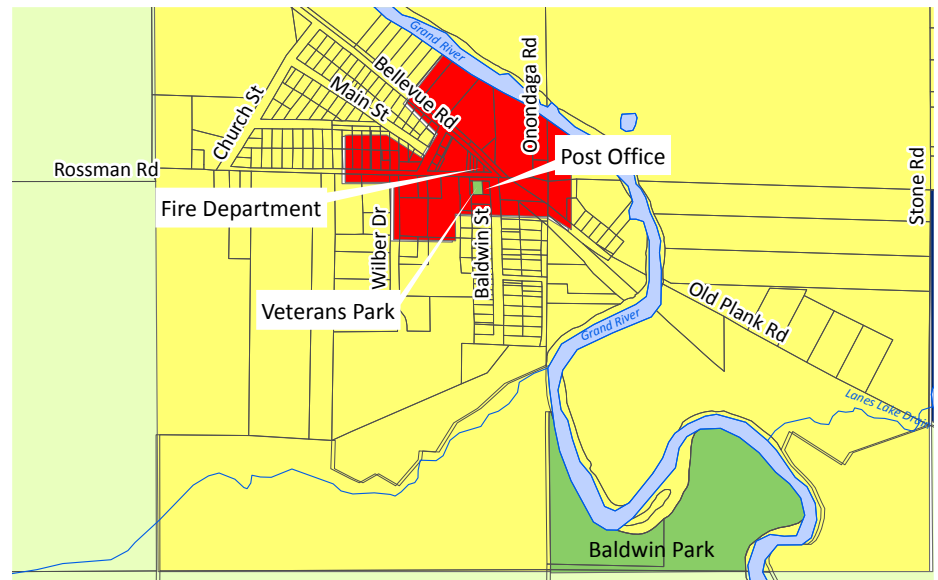 Grand River
Onondaga Rd
Bellevue Rd
Main St
Church St
Post Office
Rossman Rd
Stone Rd
Fire Department
Wilber Dr
Baldwin St
Veterans Park
Old Plank Rd
Grand River
Lanes Lake Drain
Baldwin Park